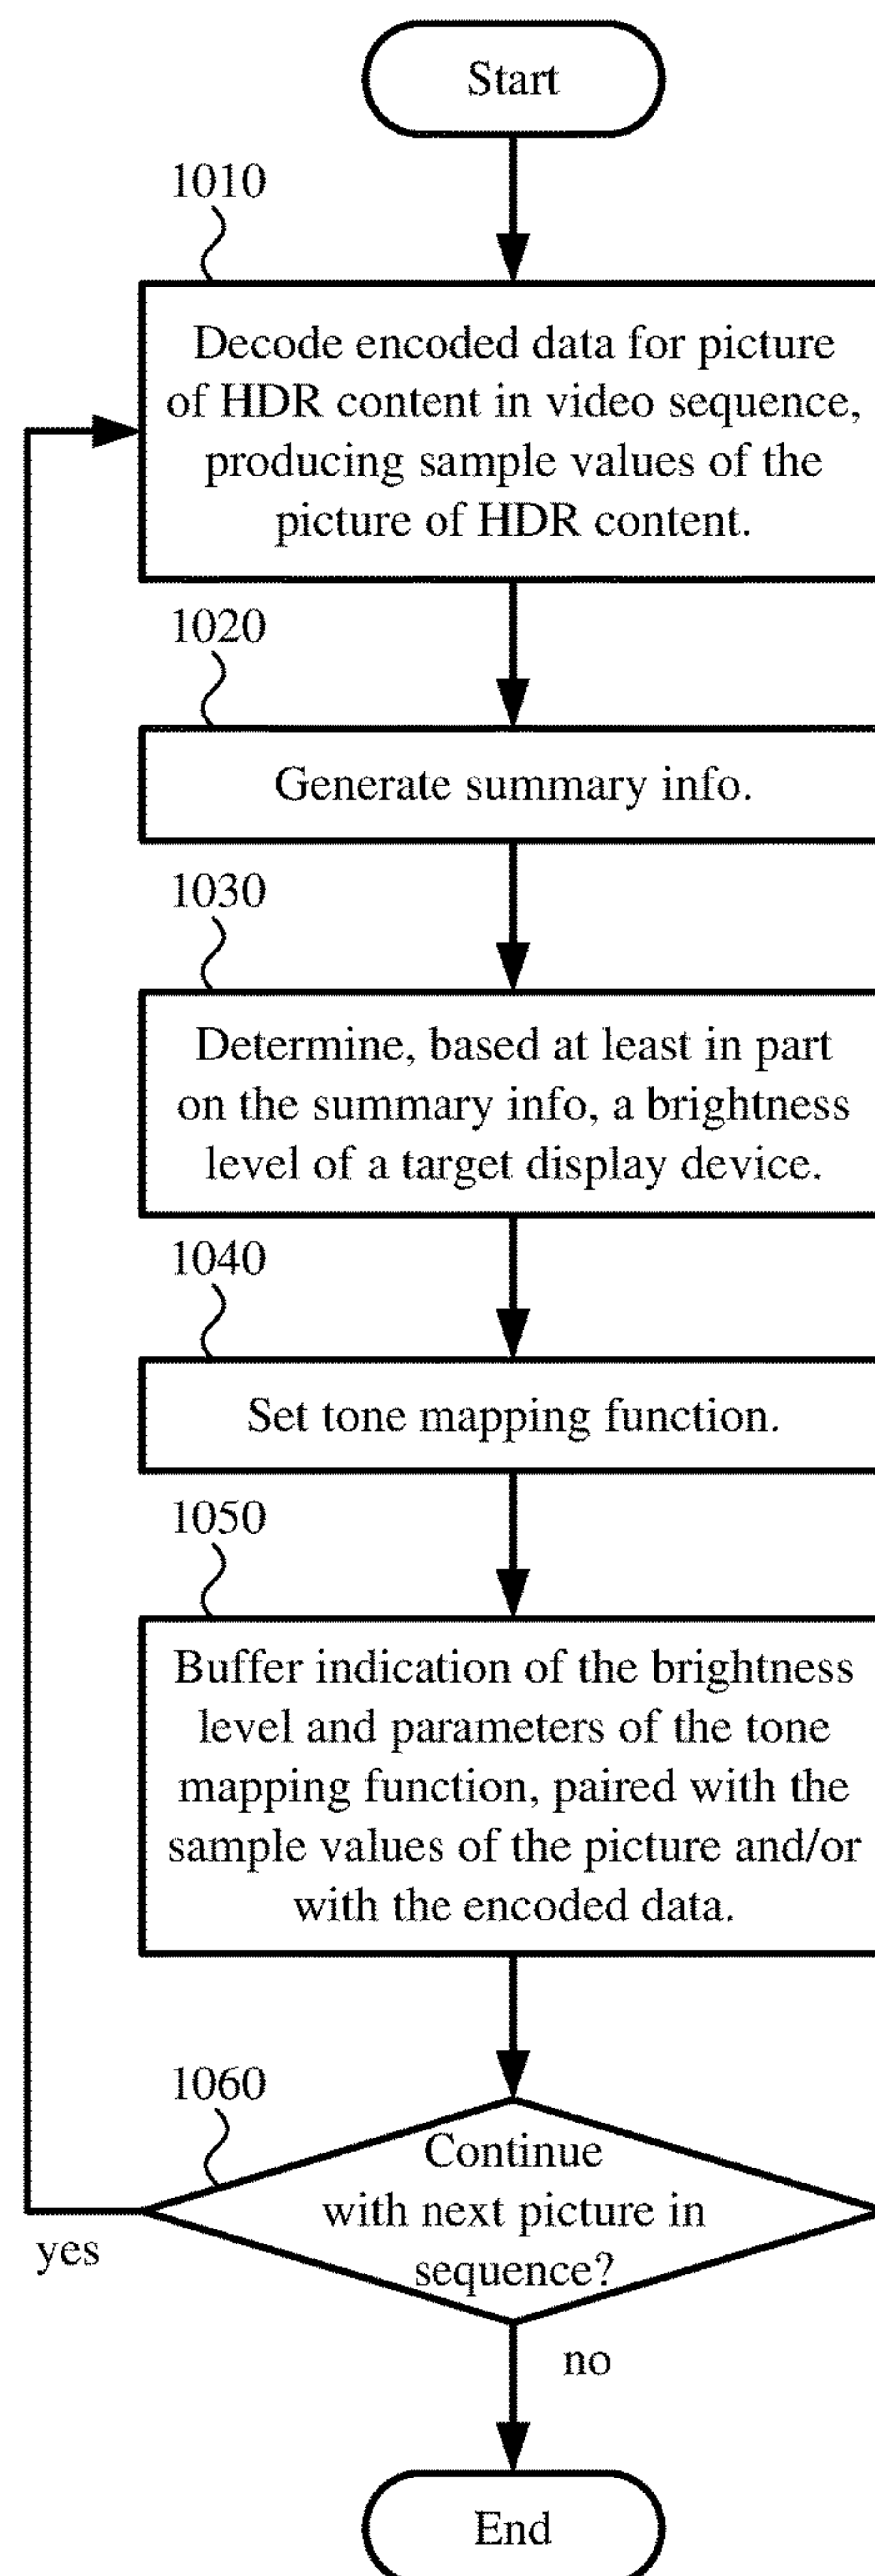 Start
1010
Decode encoded data for picture
of HDR content in video sequence,
producing sample values of the
picture of HDR content.
1020
Generate summary info.
1030
Determine, based at least in part
on the summary info, a brightness
level of a target display device.
1040
Set tone mapping function.
1050
Buffer indication of the brightness
level and parameters of the tone
mapping function, paired with the
sample values of the picture and/or
with the encoded data.
1060
Continue
with next picture in
sequence?
yes
no
End